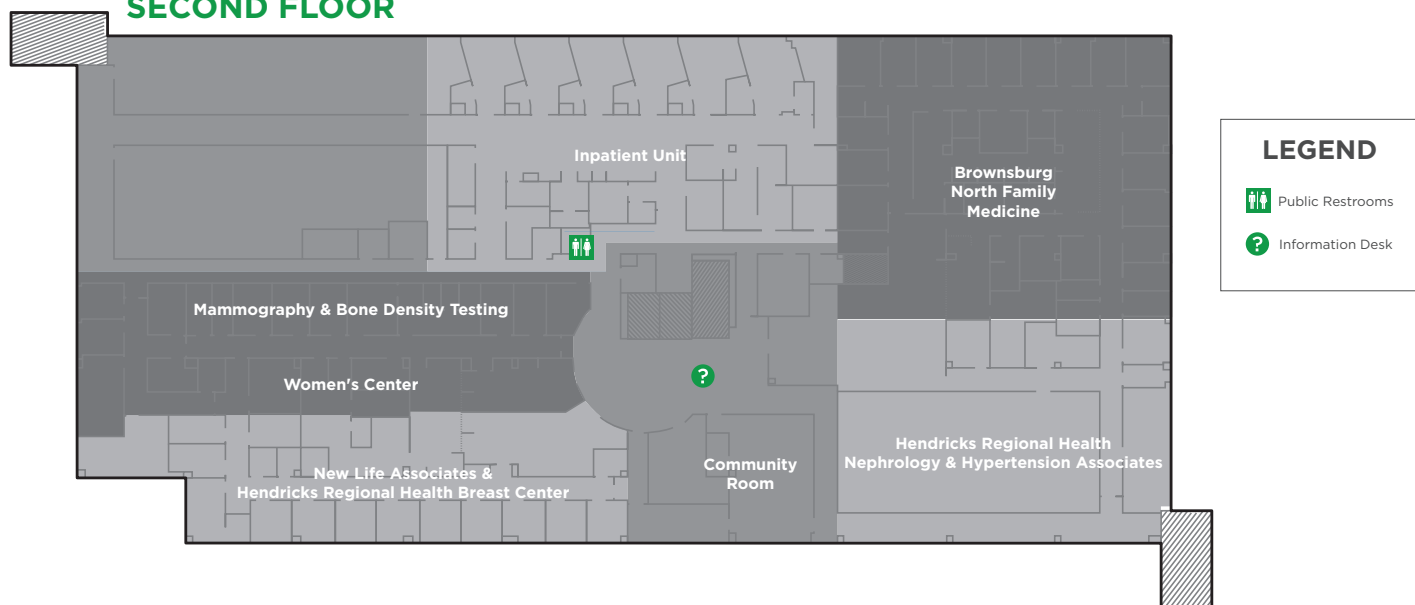 SECOND FLOOR
Inpatient Unit
Brownsburg
North Family
Medicine
LEGEND
Public Restrooms
? Information Desk
Mammography & Bone Density Testing
Women's Center
?
New Life Associates &
Hendricks Regional Health Breast Center
Community
Room
Hendricks Regional Health
Nephrology & Hypertension Associates